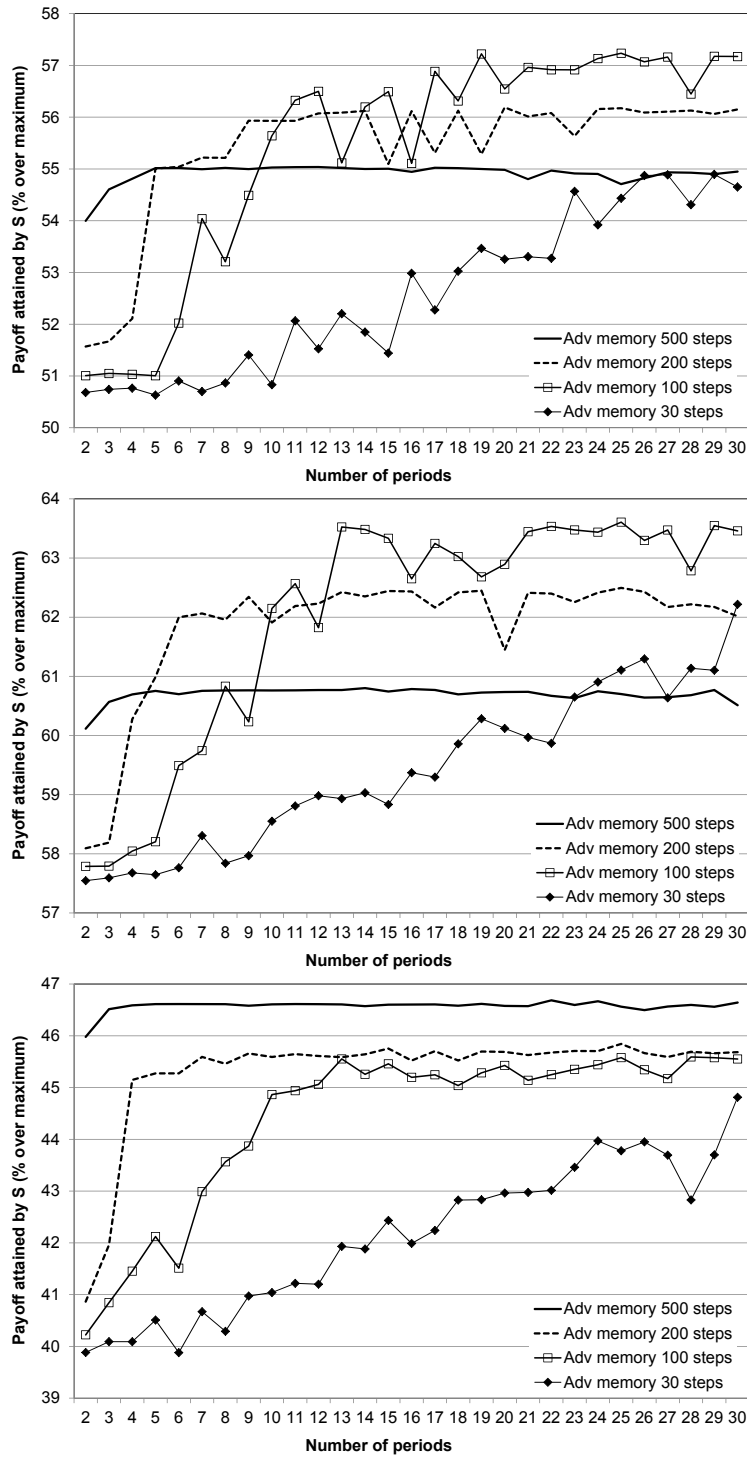 58
57
56
55
54
53
52
51
50
Payoff attained by S (% over maximum)
Adv memory 500 steps
Adv memory 200 steps
Adv memory 100 steps
Adv memory 30 steps
2 3 4 5 6 7 8 9 10 11 12 13 14 15 16 17 18 19 20 21 22 23 24 25 26 27 28 29 30
Number of periods
64
63
62
61
60
59
58
57
Payoff attained by S (% over maximum)
Adv memory 500 steps
Adv memory 200 steps
Adv memory 100 steps
Adv memory 30 steps
2 3 4 5 6 7 8 9 10 11 12 13 14 15 16 17 18 19 20 21 22 23 24 25 26 27 28 29 30
Number of periods
47
46
45
44
43
42
41
40
39
Payoff attained by S (% over maximum)
Adv memory 500 steps
Adv memory 200 steps
Adv memory 100 steps
Adv memory 30 steps
2 3 4 5 6 7 8 9 10 11 12 13 14 15 16 17 18 19 20 21 22 23 24 25 26 27 28 29 30
Number of periods